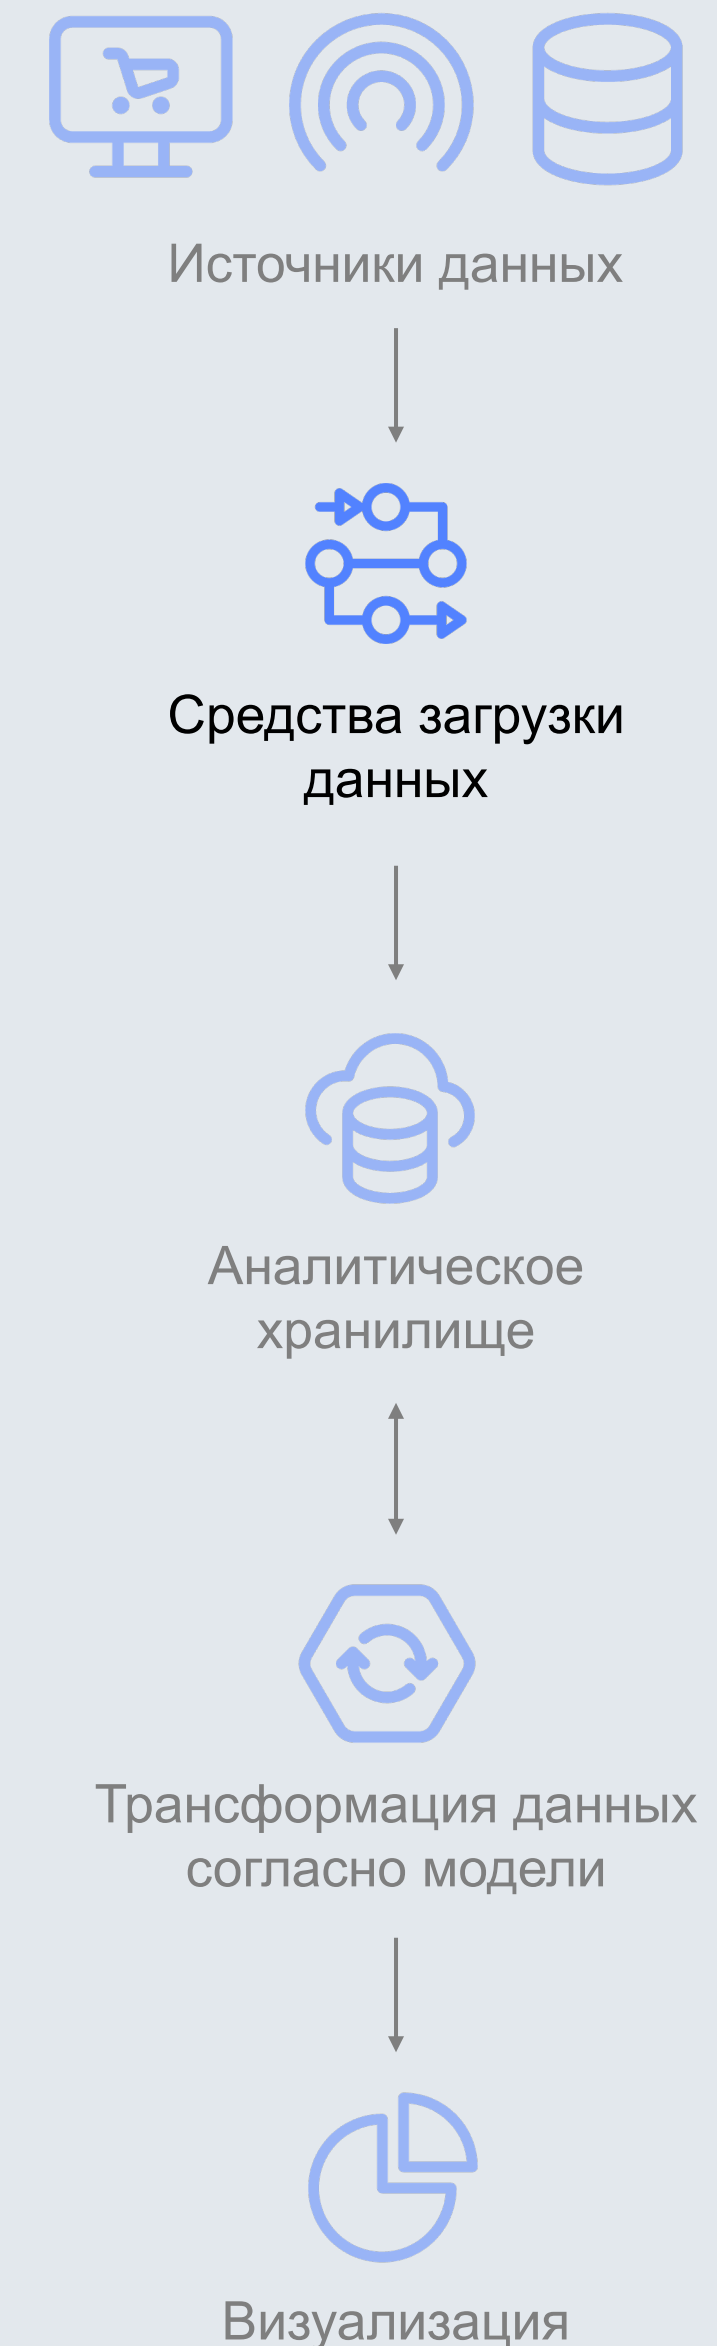 Источники данных
Средства загрузки
данных
Аналитическое
хранилище
Трансформация данных
согласно модели
Визуализация